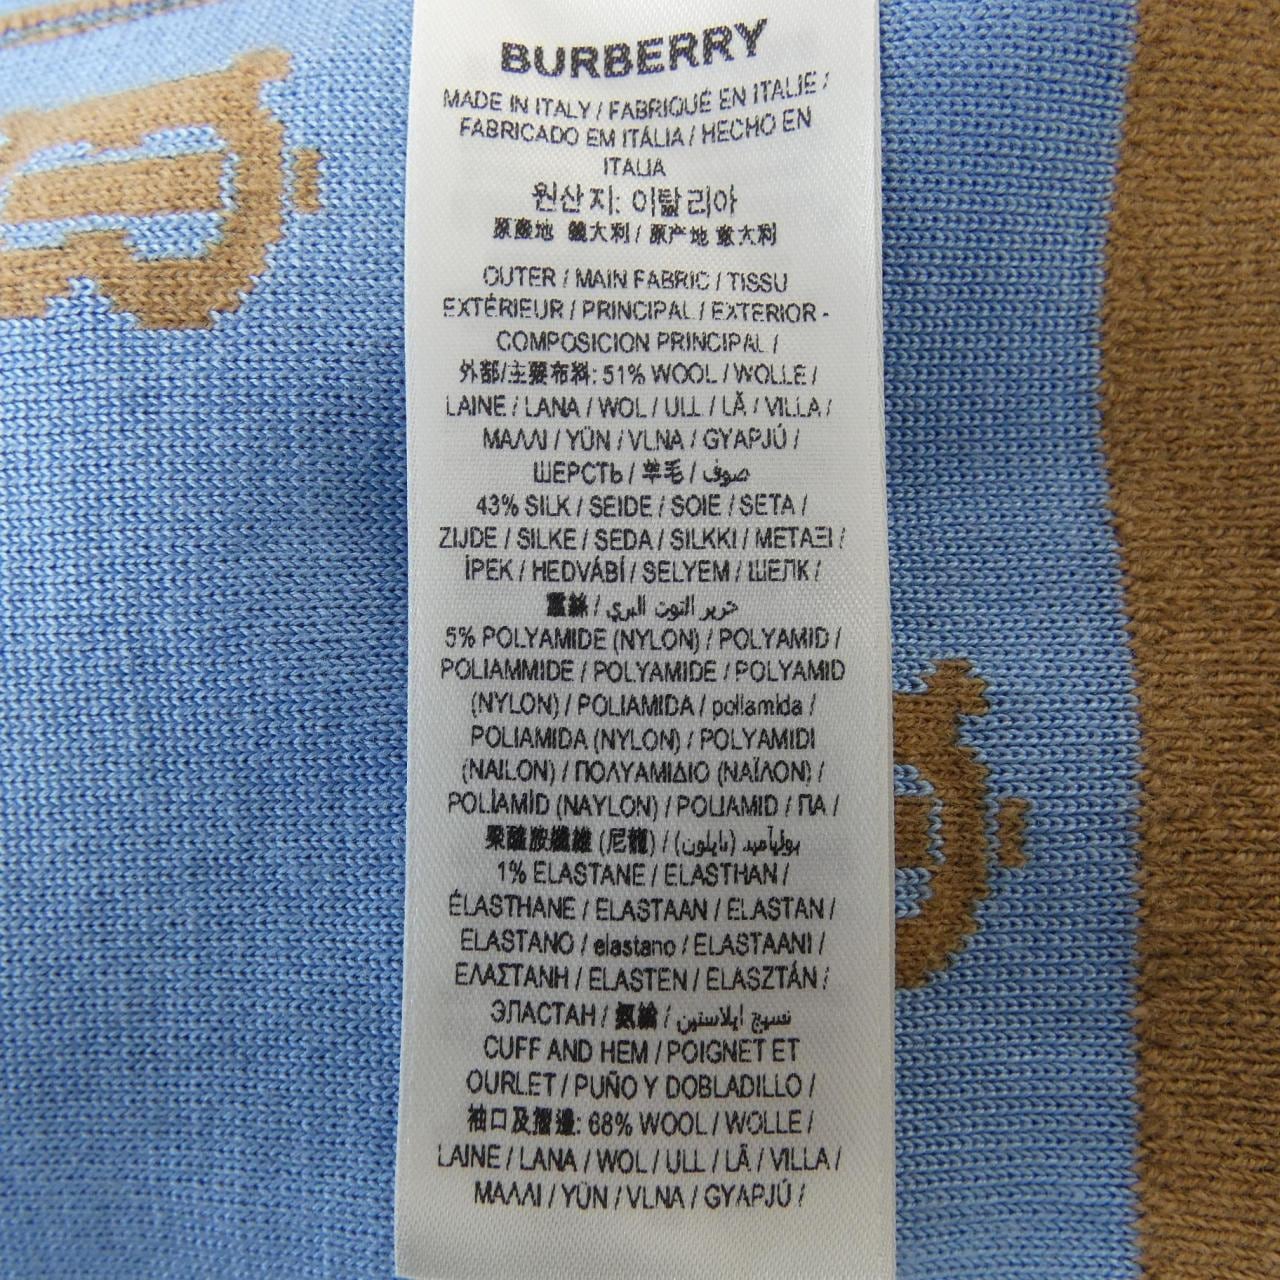 BURBERRY
MADE IN ITALY / FABRIQUÉ EN ITALIE /
FABRICADO EM ITÁLIA / HECHO EN
ITALIA
원산지: 이탈리아
原產地 義大利 / 原产地 意大利
OUTER / MAIN FABRIC / TISSU
EXTÉRIEUR / PRINCIPAL / EXTERIOR -
COMPOSICION PRINCIPAL /
外部/主要布料: 51% WOOL / WOLLE /
LAINE / LANA / WOL / ULL / LÃ / VILLA /
ΜΑΛΛΙ / YÜN / VLNA / GYAPJÚ /
ШЕРСТЬ / 羊毛 / صوف
43% SILK / SEIDE / SOIE / SETA /
ZIJDE / SILKE / SEDA / SILKKI / ΜΕΤΑΞΙ /
İPEK / HEDVÁBÍ / SELYEM / ШЕЛК /
蠶絲 / حرير التوت البري
5% POLYAMIDE (NYLON) / POLYAMID /
POLIAMMIDE / POLYAMIDE / POLYAMID
(NYLON) / POLIAMIDA / poliamida /
POLIAMIDA (NYLON) / POLYAMIDI
(NAILON) / ΠΟΛΥΑΜΙΔΙΟ (ΝΑΪΛΟΝ) /
POLİAMİD (NAYLON) / POLIAMID / ПА /
聚醯胺纖維 (尼龍) / بولياميد (نايلون)
1% ELASTANE / ELASTHAN /
ÉLASTHANE / ELASTAAN / ELASTAN /
ELASTANO / elastano / ELASTAANI /
ΕΛΑΣΤΑΝΗ / ELASTEN / ELASZTÁN /
ЭЛАСТАН / 氨綸 / نسيج ايلاستين
CUFF AND HEM / POIGNET ET
OURLET / PUÑO Y DOBLADILLO /
袖口及摺邊: 68% WOOL / WOLLE /
LAINE / LANA / WOL / ULL / LÃ / VILLA /
ΜΑΛΛΙ / YÜN / VLNA / GYAPJÚ /